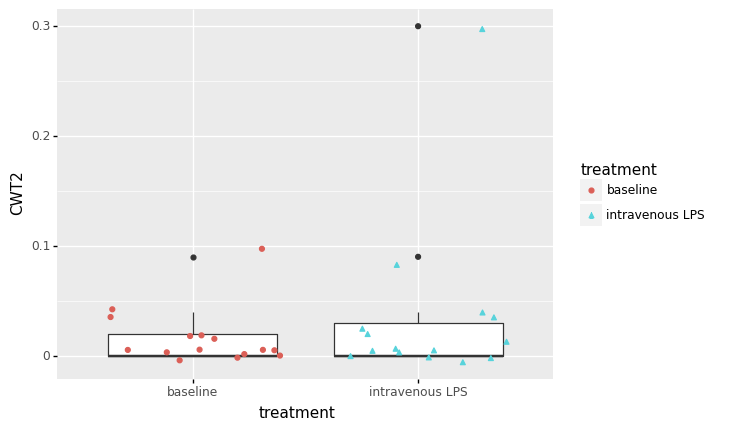 0.3
0.2
0.1
0
CWT2
baseline
intravenous LPS
treatment
treatment
baseline
intravenous LPS